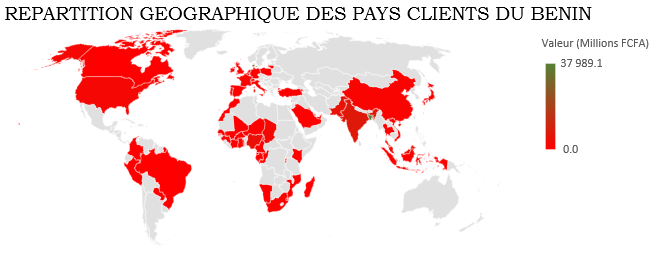 REPARTITION GEOGRAPHIQUE DES PAYS CLIENTS DU BENIN
Valeur (Millions FCFA)
37 989.1
0.0